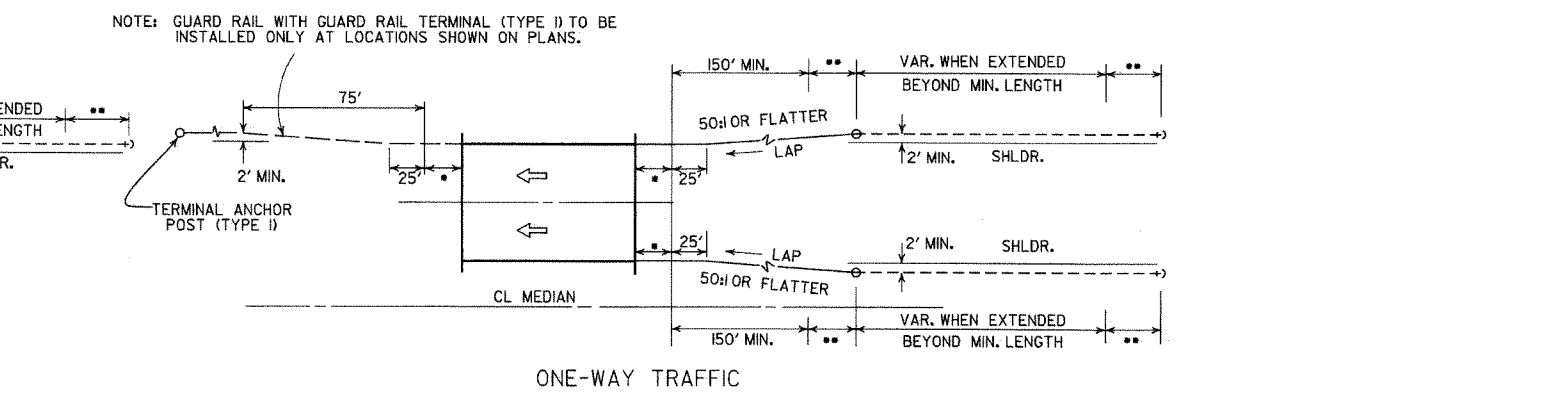 NOTE: GUARD RAIL WITH GUARD RAIL TERMINAL (TYPE I) TO BE
INSTALLED ONLY AT LOCATIONS SHOWN ON PLANS.
150' MIN.
**
VAR. WHEN EXTENDED
**
BEYOND MIN. LENGTH
ENDED
**
ENGTH
R.
75'
50:1 OR FLATTER
LAP
2' MIN.
SHLDR.
2' MIN.
25'
*
*
25'
TERMINAL ANCHOR
POST (TYPE I)
*
25'
LAP
50:1 OR FLATTER
2' MIN.
SHLDR.
CL MEDIAN
150' MIN.
**
VAR. WHEN EXTENDED
BEYOND MIN. LENGTH
**
ONE-WAY TRAFFIC